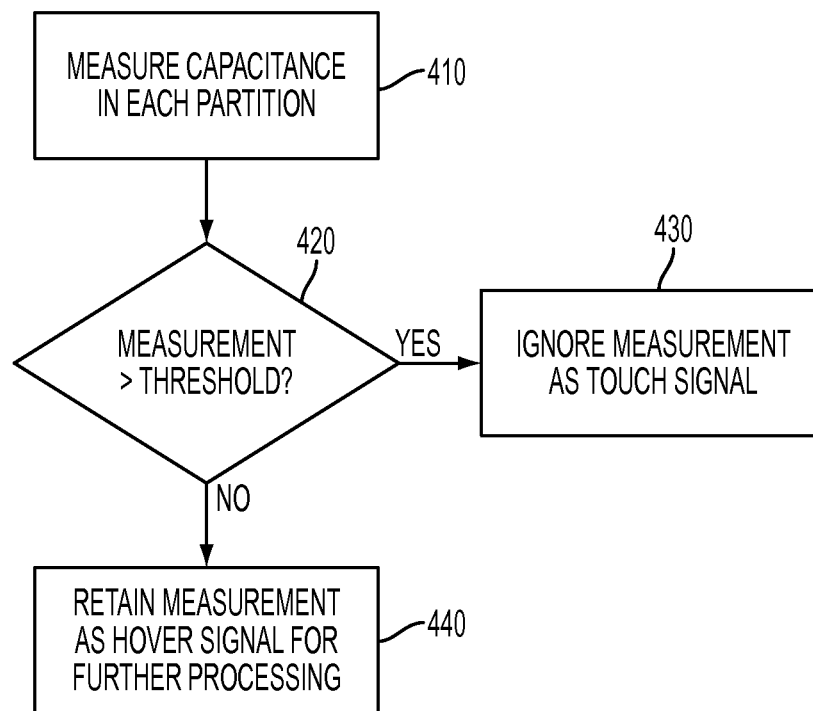 MEASURE CAPACITANCE
IN EACH PARTITION
410
420
MEASUREMENT
> THRESHOLD?
YES
430
IGNORE MEASUREMENT
AS TOUCH SIGNAL
NO
RETAIN MEASUREMENT
AS HOVER SIGNAL FOR
FURTHER PROCESSING
440